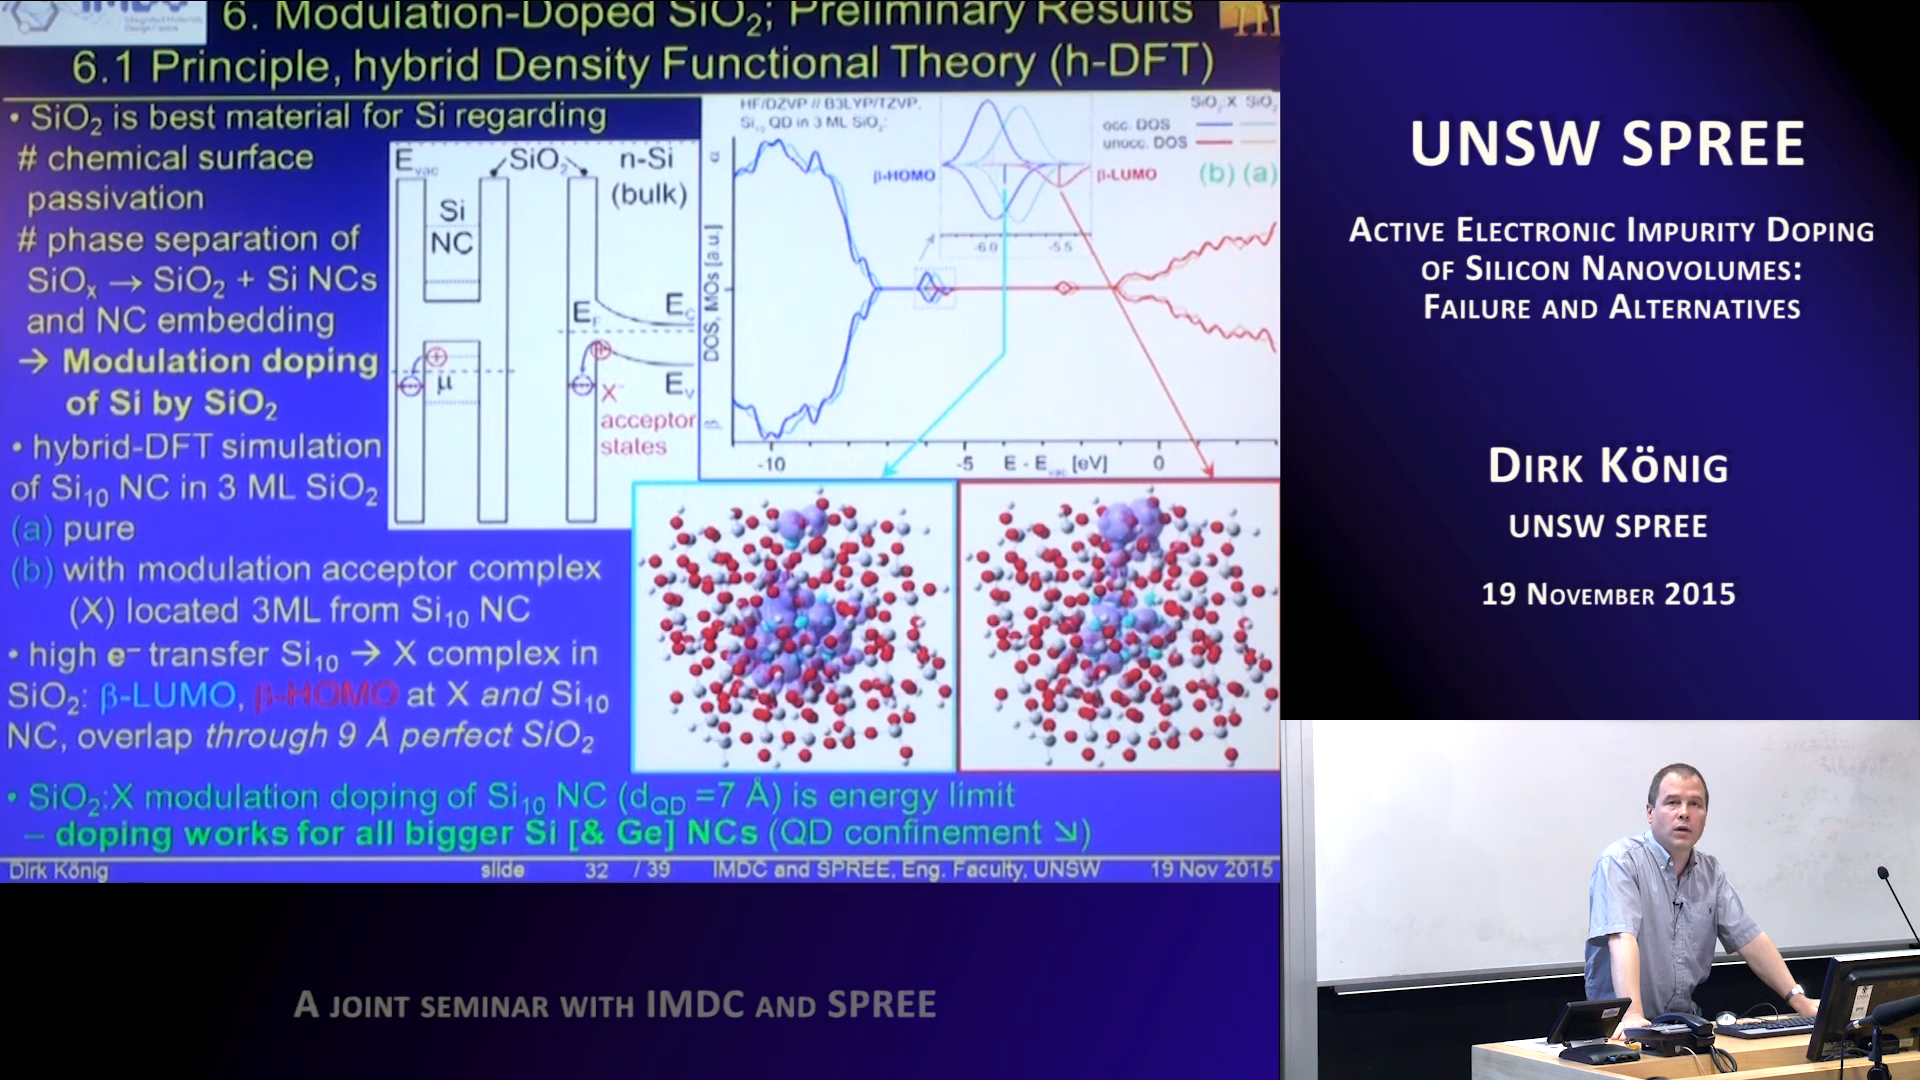 6. Modulation-Doped SiO₂; Preliminary Results
6.1 Principle, hybrid Density Functional Theory (h-DFT)
• SiO₂ is best material for Si regarding
# chemical surface
passivation
# phase separation of
SiOₓ → SiO₂ + Si NCs
and NC embedding
→ Modulation doping
of Si by SiO₂
• hybrid-DFT simulation
of Si₁₀ NC in 3 ML SiO₂
(a) pure
(b) with modulation acceptor complex
(X) located 3ML from Si₁₀ NC
• high e⁻ transfer Si₁₀ → X complex in
SiO₂: β-LUMO, β-HOMO at X and Si₁₀
NC, overlap through 9 Å perfect SiO₂
• SiO₂:X modulation doping of Si₁₀ NC (dQD =7 Å) is energy limit
– doping works for all bigger Si [& Ge] NCs (QD confinement ↘)
Evac
SiO₂
n-Si
(bulk)
Si
NC
EF
EC
EV
μ
X
acceptor
states
HF/DZVP // B3LYP/TZVP,
Si₁₀ QD in 3 ML SiO₂:
SiO₂:X SiO₂
occ. DOS
unocc. DOS
β-HOMO
β-LUMO
(b) (a)
-6.0 -5.5
α
DOS, MOs [a.u.]
β
-10 -5 E - Evac [eV] 0
Dirk König slide 32 / 39 IMDC and SPREE, Eng. Faculty, UNSW 19 Nov 2015
A joint seminar with IMDC and SPREE
UNSW SPREE
Active Electronic Impurity Doping
of Silicon Nanovolumes:
Failure and Alternatives
Dirk König
UNSW SPREE
19 November 2015